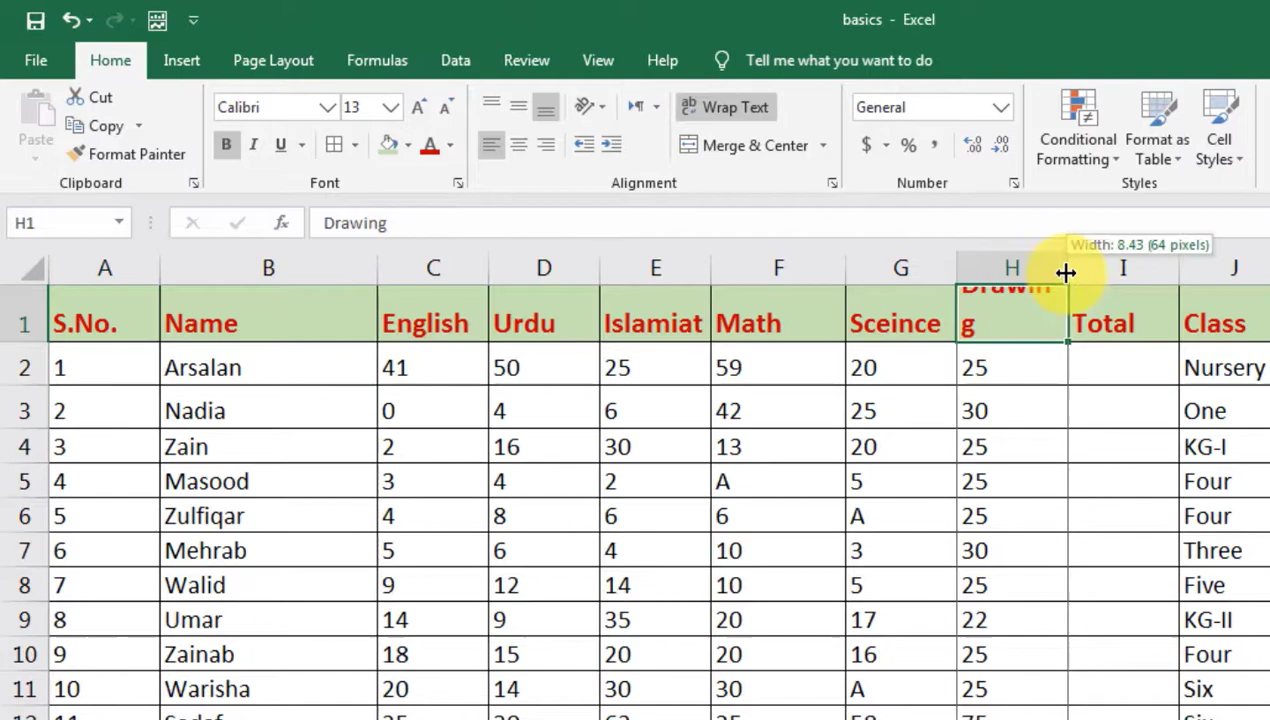 basics - Excel
File Home Insert Page Layout Formulas Data Review View Help Tell me what you want to do
Paste
Cut
Copy
Format Painter
Clipboard
Calibri 13
B I U
Font
Wrap Text
Merge & Center
Alignment
General
$ % ,
Number
Conditional Formatting
Format as Table
Cell Styles
Styles
H1 fx Drawing
Width: 8.43 (64 pixels)
A B C D E F G H I J
1 S.No. Name English Urdu Islamiat Math Sceince Drawing Total Class
2 1 Arsalan 41 50 25 59 20 25 Nursery
3 2 Nadia 0 4 6 42 25 30 One
4 3 Zain 2 16 30 13 20 25 KG-I
5 4 Masood 3 4 2 A 5 25 Four
6 5 Zulfiqar 4 8 6 6 A 25 Four
7 6 Mehrab 5 6 4 10 3 30 Three
8 7 Walid 9 12 14 10 5 25 Five
9 8 Umar 14 9 35 20 17 22 KG-II
10 9 Zainab 18 15 20 20 16 25 Four
11 10 Warisha 20 14 30 30 A 25 Six